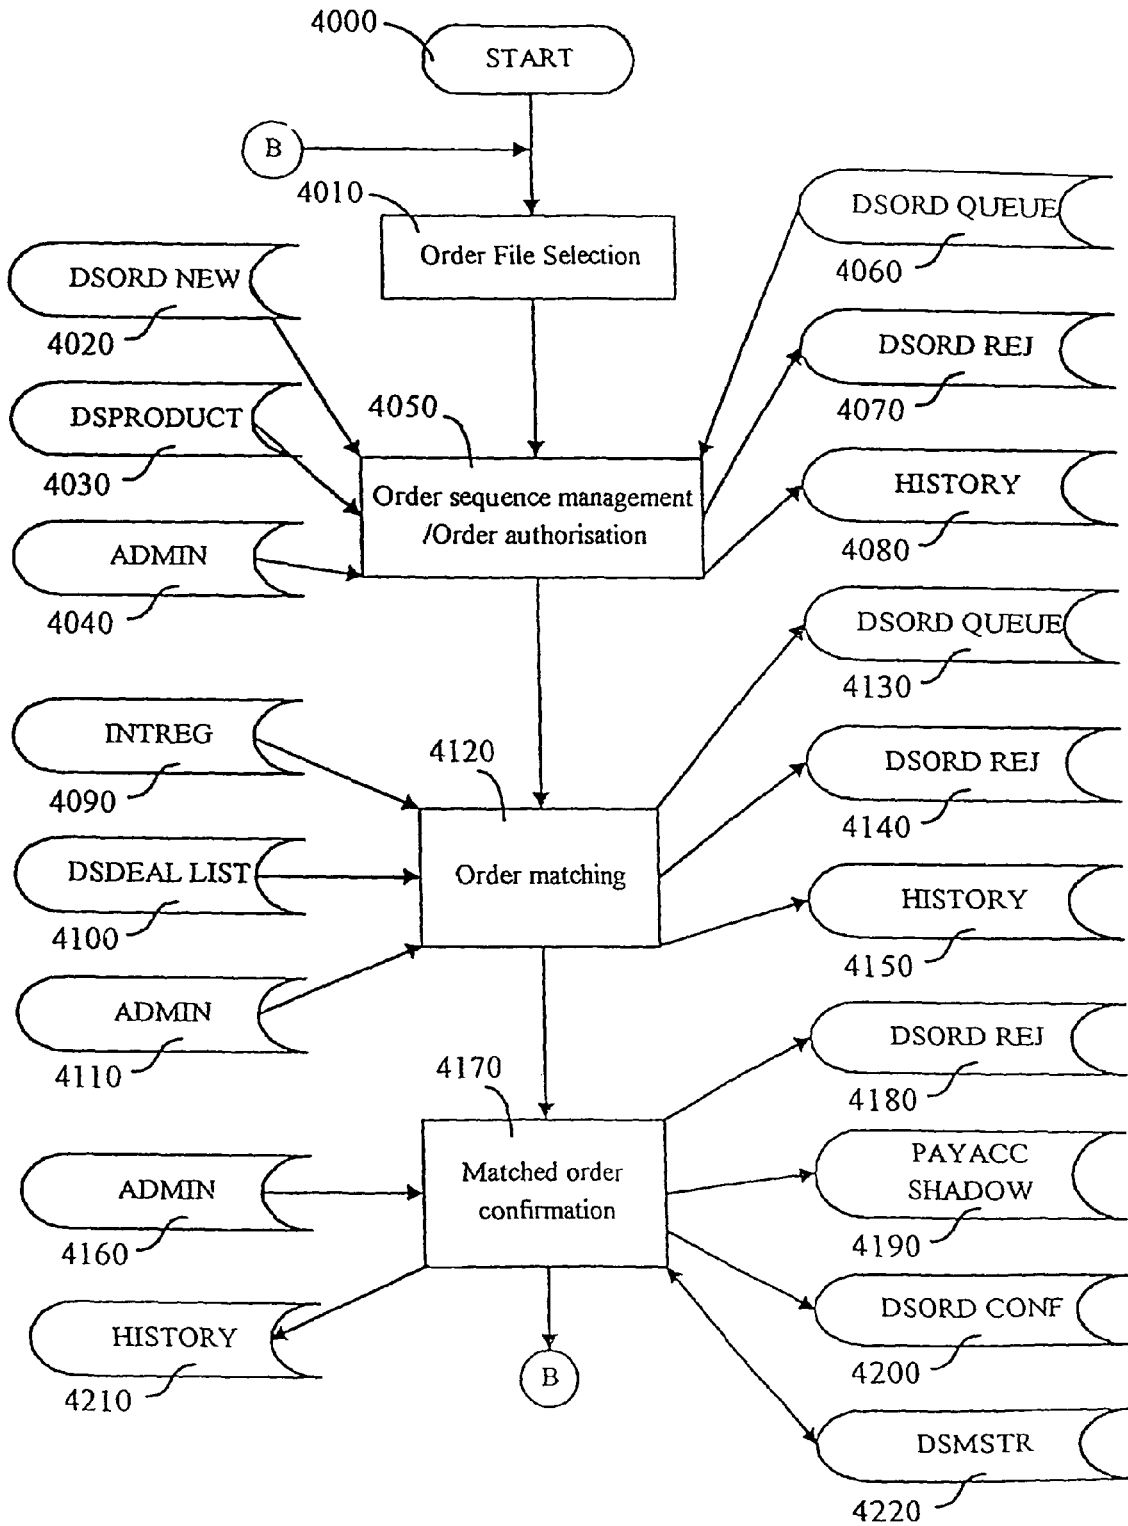 4000
START
B
4010
Order File Selection
DSORD QUEUE
4060
DSORD NEW
4020
DSORD REJ
4070
DSPRODUCT
4030
4050
Order sequence management
/Order authorisation
HISTORY
4080
ADMIN
4040
DSORD QUEUE
4130
INTREG
4090
4120
DSORD REJ
4140
DSDEAL LIST
4100
Order matching
HISTORY
4150
ADMIN
4110
DSORD REJ
4180
4170
Matched order
confirmation
PAYACC
SHADOW
4190
ADMIN
4160
DSORD CONF
4200
HISTORY
4210
B
DSMSTR
4220